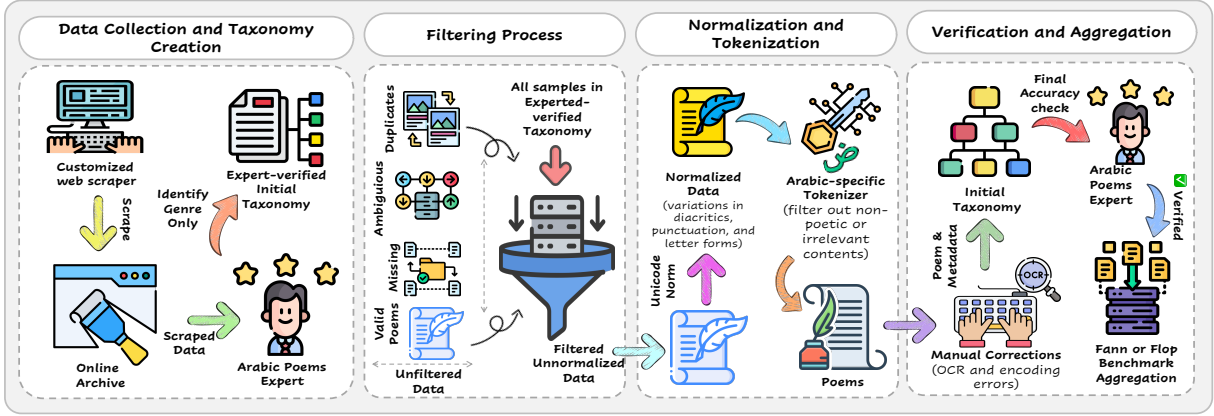 Data Collection and Taxonomy
Creation
Customized
web scraper
Scrape
Online
Archive
Scraped
Data
Arabic Poems
Expert
Identify
Genre
Only
Expert-verified
Initial
Taxonomy
Filtering Process
Duplicates
Ambiguious
Missing
Valid
Poems
Unfiltered
Data
All samples in
Experted-
verified
Taxonomy
Filtered
Unnormalized
Data
Normalization and
Tokenization
Unicode
Norm
Normalized
Data
(variations in
diacritics,
punctuation, and
letter forms)
ض
Arabic-specific
Tokenizer
(filter out non-
poetic or
irrelevant
contents)
Poems
Verification and Aggregation
OCR
Manual Corrections
(OCR and encoding
errors)
Poem &
Metadata
Initial
Taxonomy
Final
Accuracy
check
Arabic
Poems
Expert
Verified
Fann or Flop
Benchmark
Aggregation